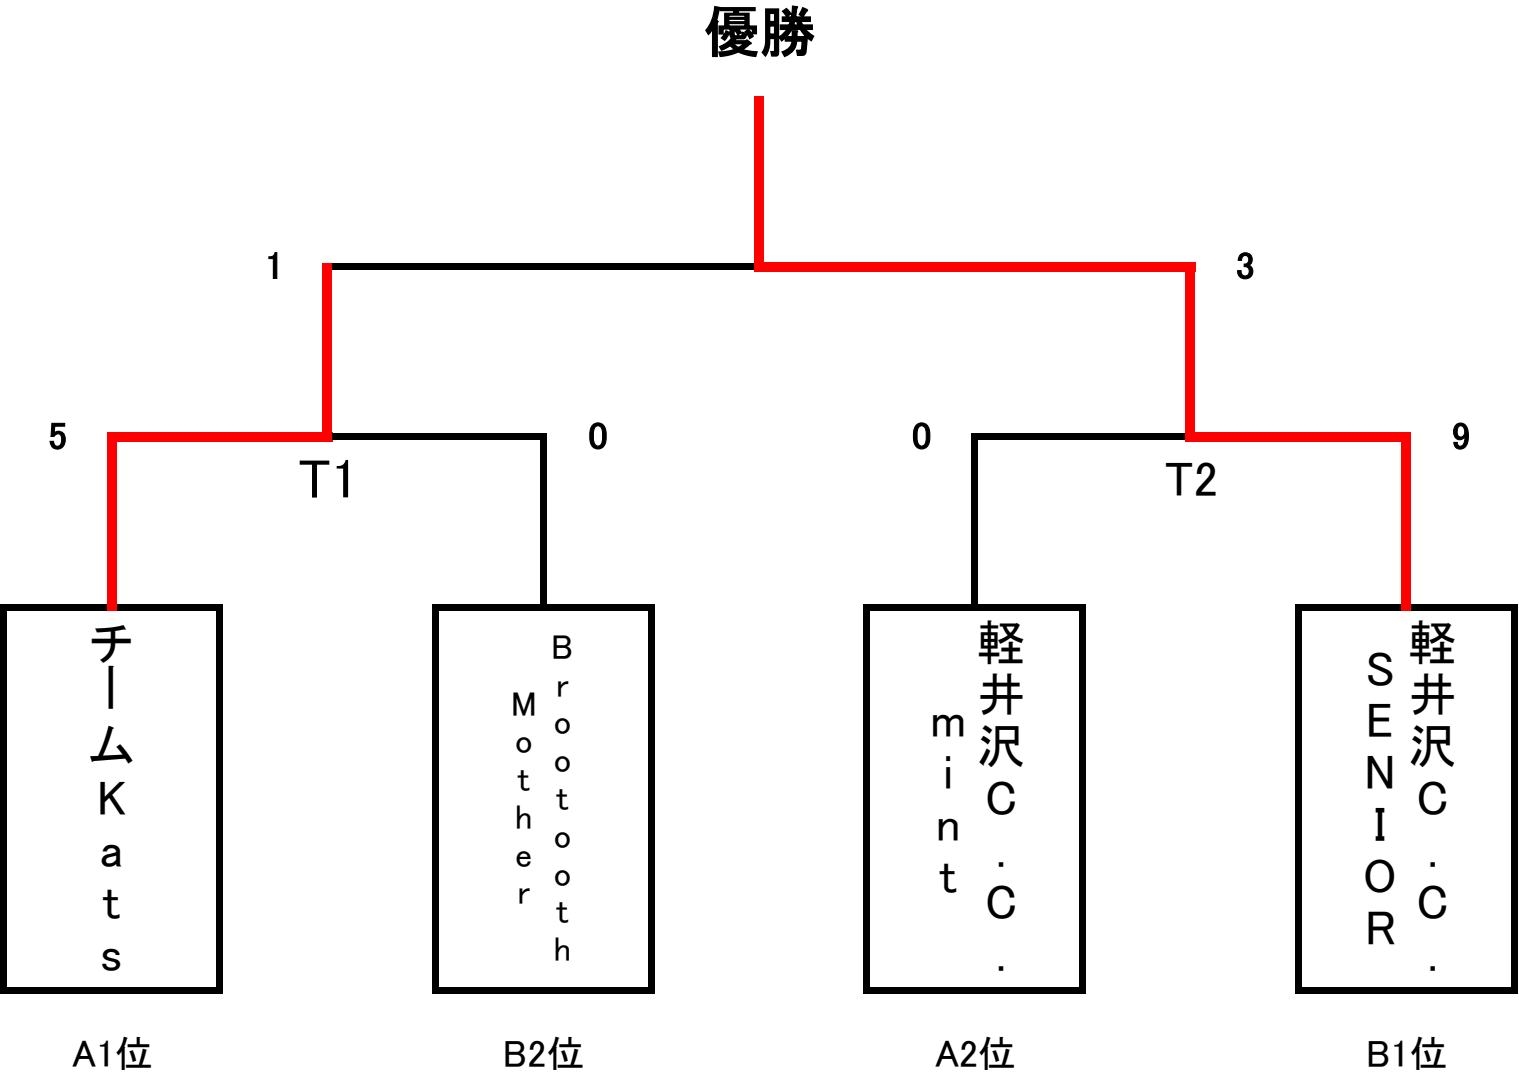 優勝
1
3
5
0
0
9
T1
T2
チームKats
Brootooth
Mother
軽井沢C.C.
mint
軽井沢C.C.
SENIOR
A1位
B2位
A2位
B1位